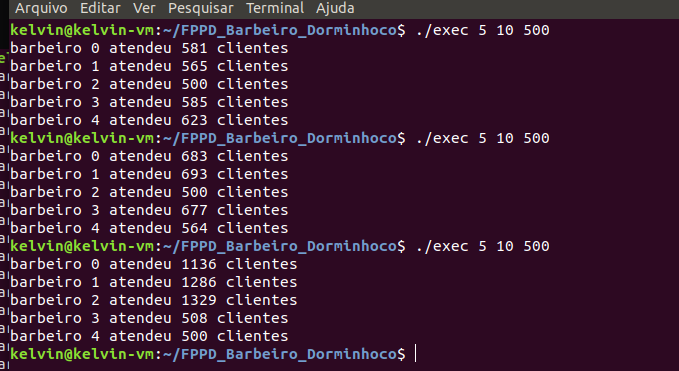 Arquivo Editar Ver Pesquisar Terminal Ajuda
kelvin@kelvin-vm:~/FPPD_Barbeiro_Dorminhoco$ ./exec 5 10 500
barbeiro 0 atendeu 581 clientes
barbeiro 1 atendeu 565 clientes
barbeiro 2 atendeu 500 clientes
barbeiro 3 atendeu 585 clientes
barbeiro 4 atendeu 623 clientes
kelvin@kelvin-vm:~/FPPD_Barbeiro_Dorminhoco$ ./exec 5 10 500
barbeiro 0 atendeu 683 clientes
barbeiro 1 atendeu 693 clientes
barbeiro 2 atendeu 500 clientes
barbeiro 3 atendeu 677 clientes
barbeiro 4 atendeu 564 clientes
kelvin@kelvin-vm:~/FPPD_Barbeiro_Dorminhoco$ ./exec 5 10 500
barbeiro 0 atendeu 1136 clientes
barbeiro 1 atendeu 1286 clientes
barbeiro 2 atendeu 1329 clientes
barbeiro 3 atendeu 508 clientes
barbeiro 4 atendeu 500 clientes
kelvin@kelvin-vm:~/FPPD_Barbeiro_Dorminhoco$